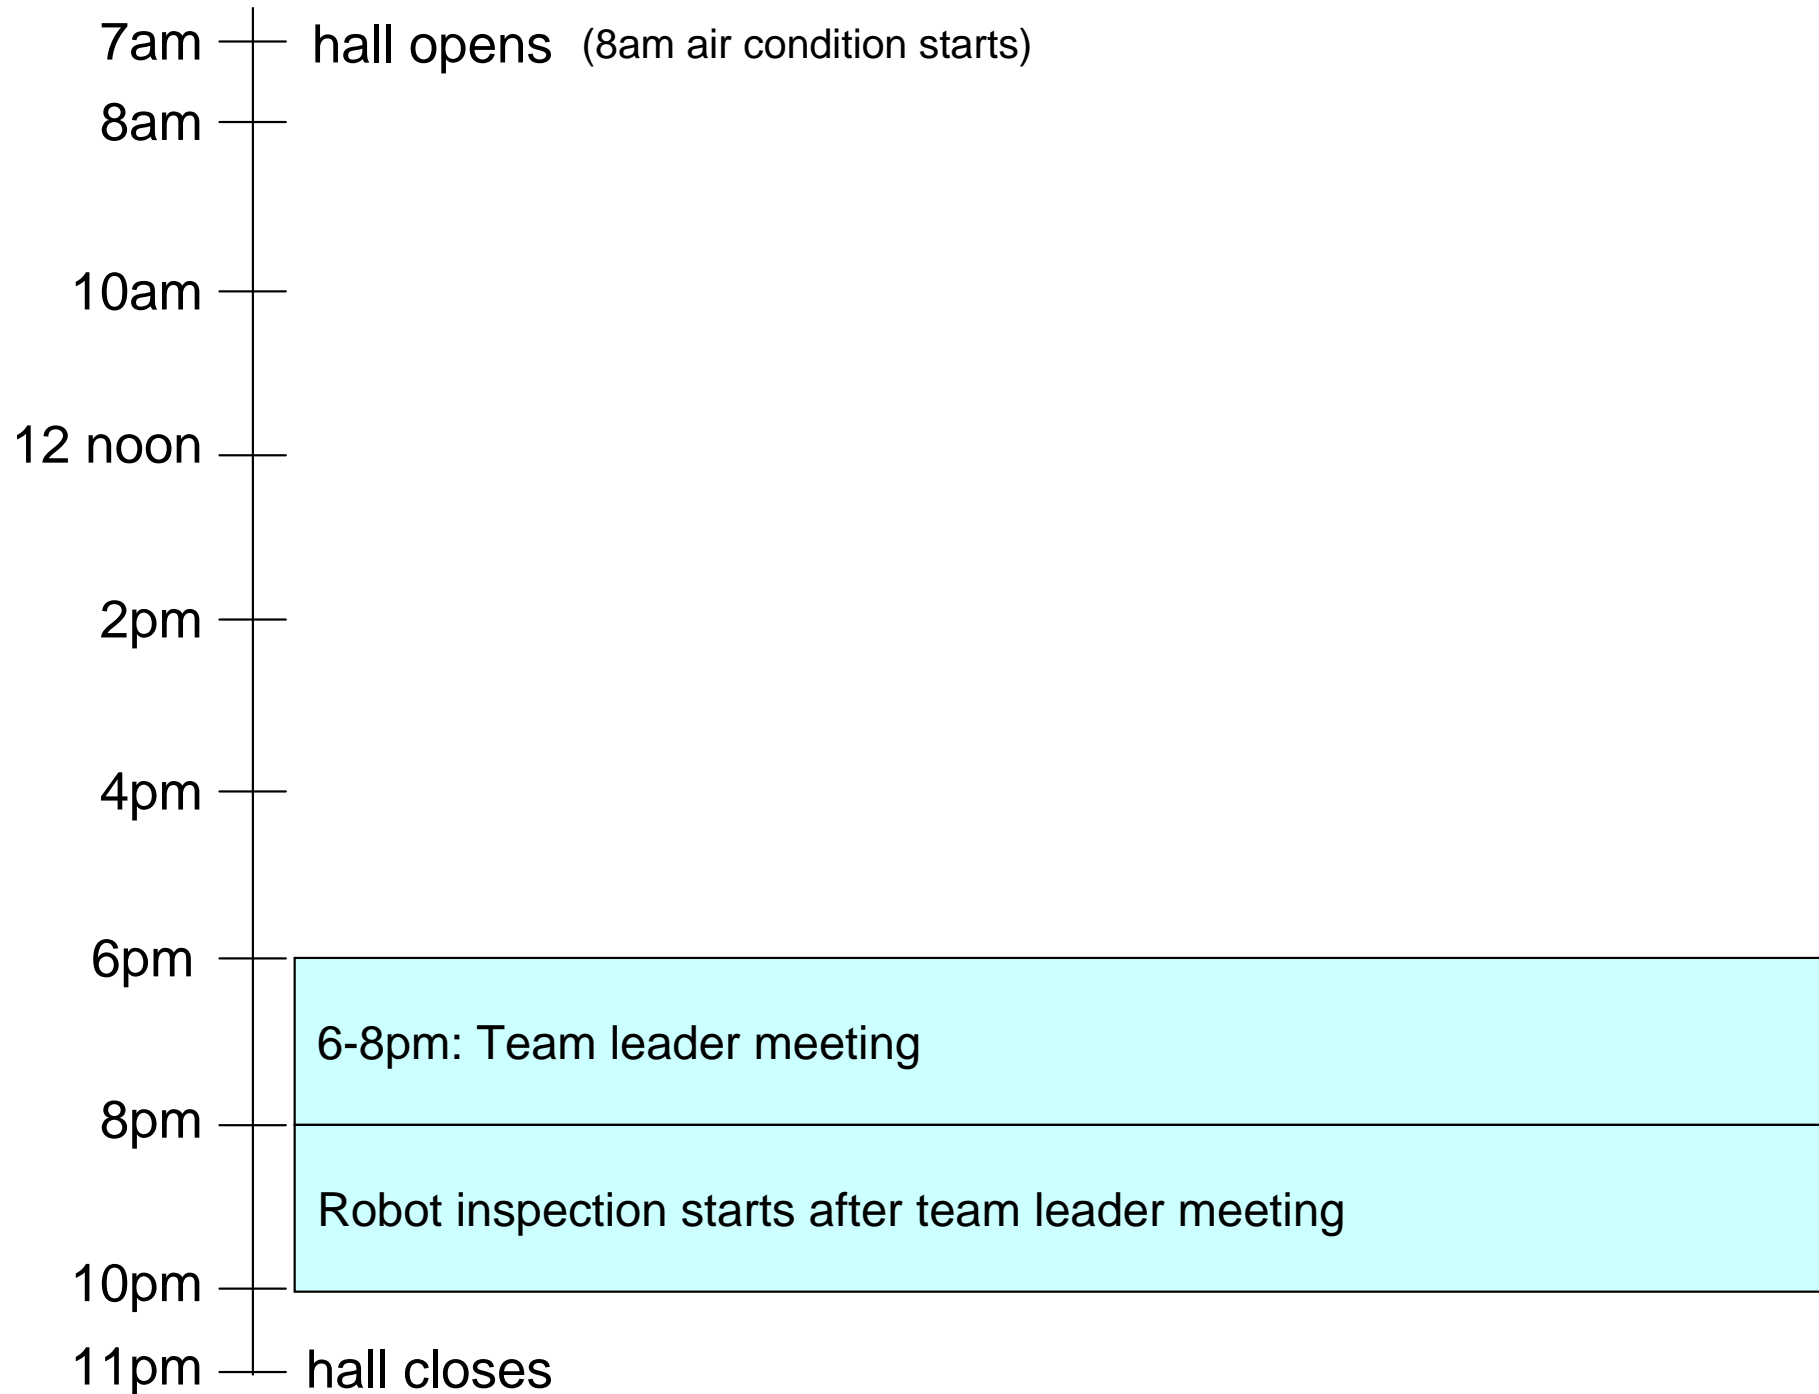 7am hall opens (8am air condition starts)
8am
10am
12 noon
2pm
4pm
6pm
6-8pm: Team leader meeting
8pm
Robot inspection starts after team leader meeting
10pm
11pm hall closes